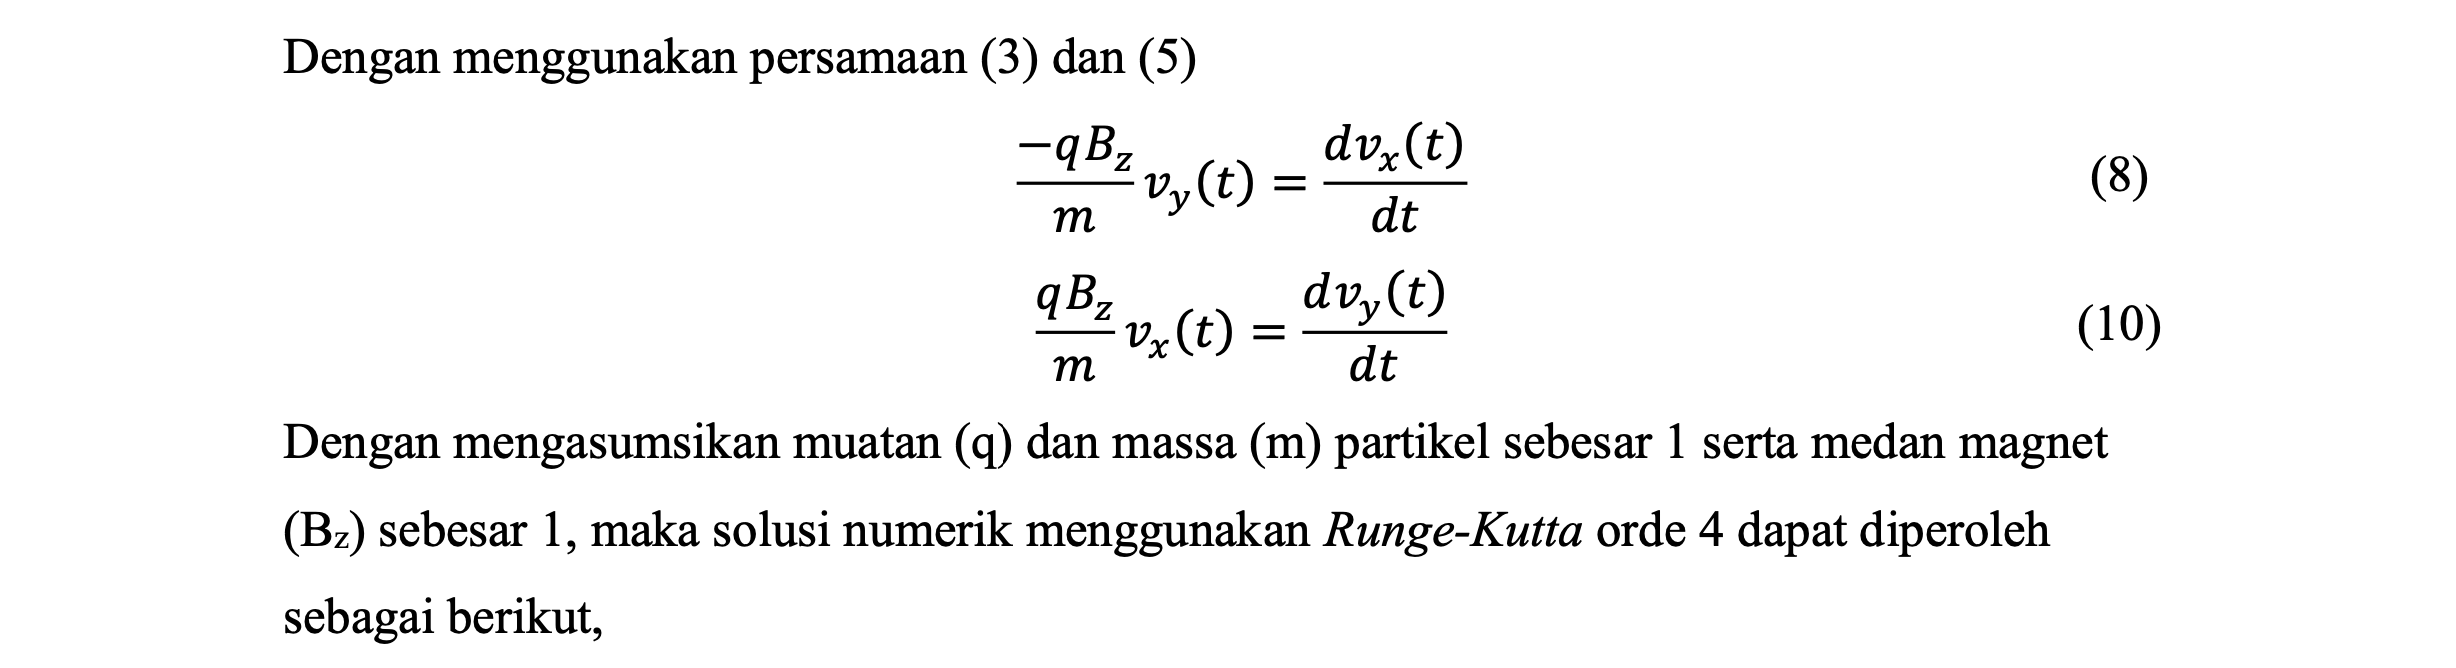 Dengan menggunakan persamaan (3) dan (5)
\frac{-qB_z}{m} v_y(t) = \frac{dv_x(t)}{dt} (8)
\frac{qB_z}{m} v_x(t) = \frac{dv_y(t)}{dt} (10)
Dengan mengasumsikan muatan (q) dan massa (m) partikel sebesar 1 serta medan magnet
(B_z) sebesar 1, maka solusi numerik menggunakan Runge-Kutta orde 4 dapat diperoleh
sebagai berikut,